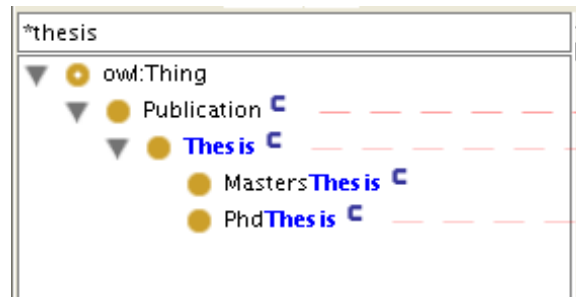 *thesis
owl:Thing
Publication C
Thesis C
MastersThesis C
PhdThesis C